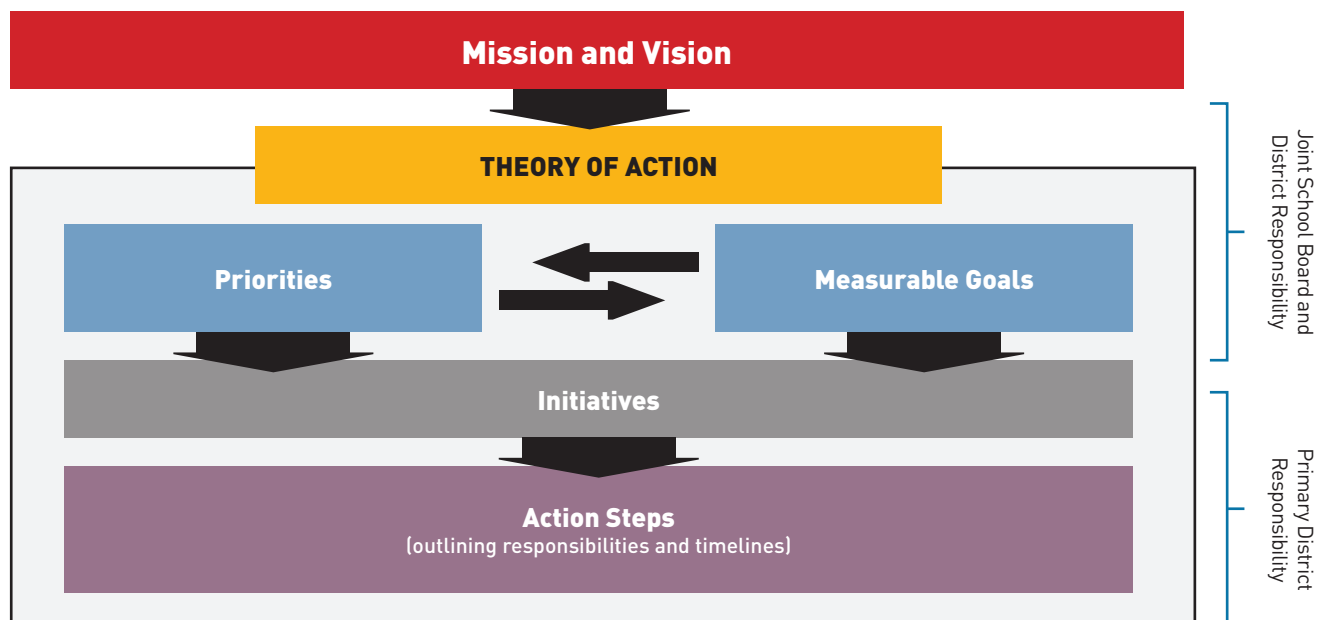 Mission and Vision
THEORY OF ACTION
Priorities
Measurable Goals
Initiatives
Action Steps
(outlining responsibilities and timelines)
Joint School Board and
District Responsibility
Primary District
Responsibility